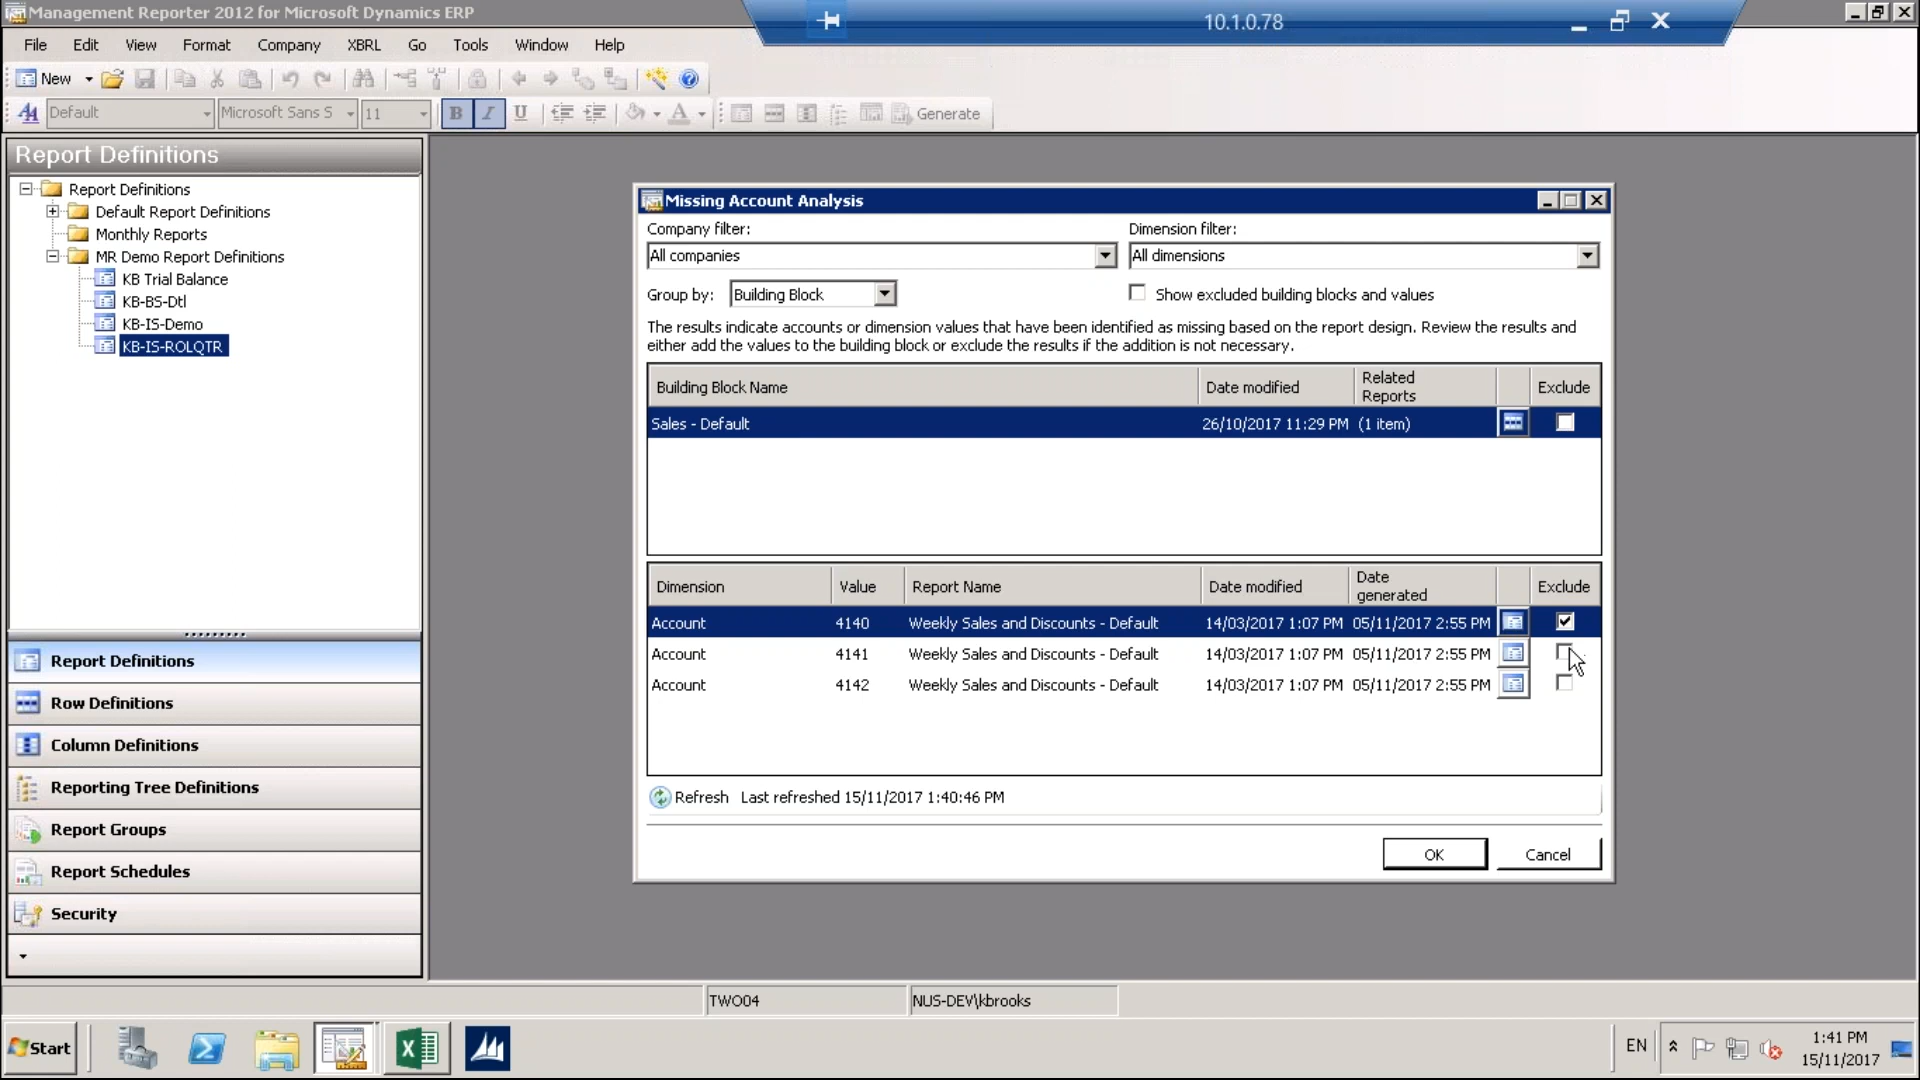 Management Reporter 2012 for Microsoft Dynamics ERP
10.1.0.78
File Edit View Format Company XBRL Go Tools Window Help
New
Default Microsoft Sans S 11 B I U A Generate
Report Definitions
Report Definitions
Default Report Definitions
Monthly Reports
MR Demo Report Definitions
KB Trial Balance
KB-BS-Dtl
KB-IS-Demo
KB-IS-ROLQTR
Report Definitions
Row Definitions
Column Definitions
Reporting Tree Definitions
Report Groups
Report Schedules
Security
Missing Account Analysis
Company filter: Dimension filter:
All companies All dimensions
Group by: Building Block Show excluded building blocks and values
The results indicate accounts or dimension values that have been identified as missing based on the report design. Review the results and
either add the values to the building block or exclude the results if the addition is not necessary.
Building Block Name Date modified Related Reports Exclude
Sales - Default 26/10/2017 11:29 PM (1 item)
Dimension Value Report Name Date modified Date generated Exclude
Account 4140 Weekly Sales and Discounts - Default 14/03/2017 1:07 PM 05/11/2017 2:55 PM
Account 4141 Weekly Sales and Discounts - Default 14/03/2017 1:07 PM 05/11/2017 2:55 PM
Account 4142 Weekly Sales and Discounts - Default 14/03/2017 1:07 PM 05/11/2017 2:55 PM
Refresh Last refreshed 15/11/2017 1:40:46 PM
OK Cancel
TWO04 NUS-DEV\kbrooks
Start EN 1:41 PM
15/11/2017